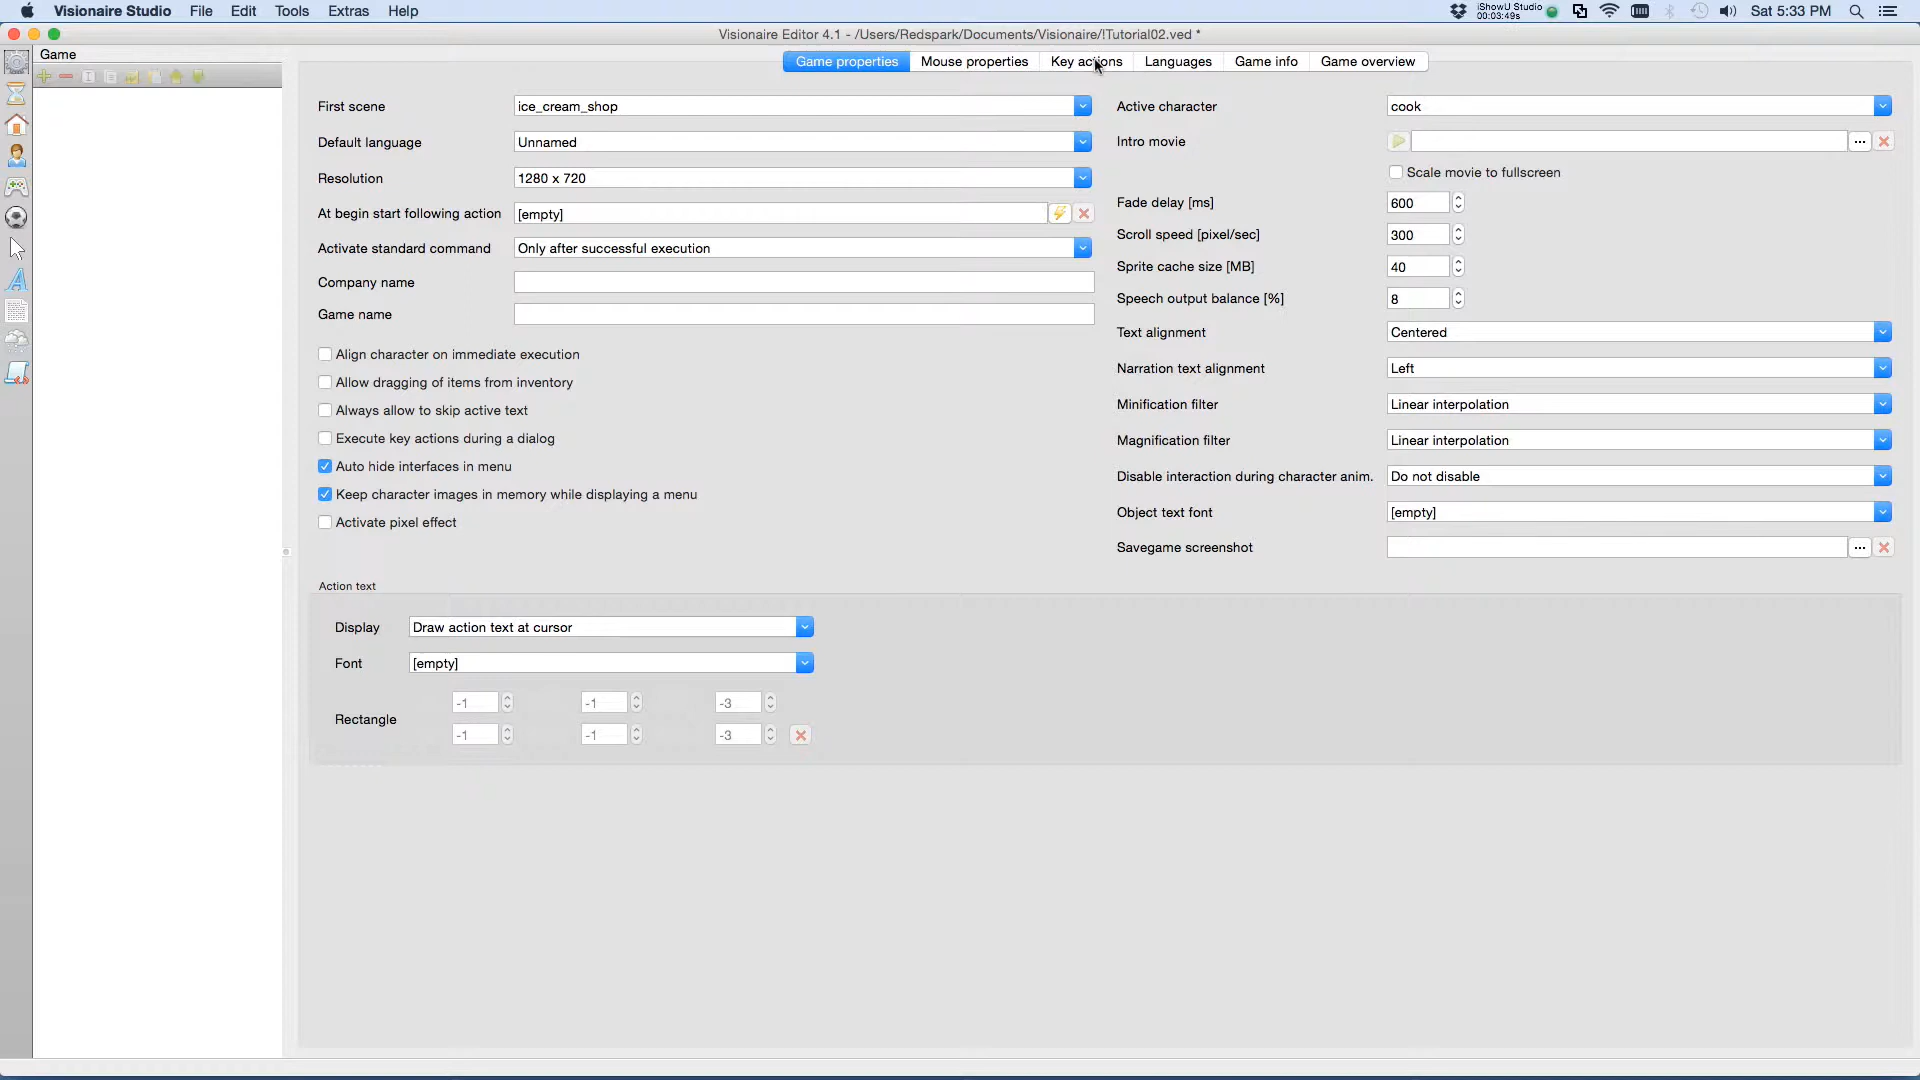 Visionaire Studio File Edit Tools Extras Help iShowU Studio 00:03:49s Sat 5:33 PM
Visionaire Editor 4.1 - /Users/Redspark/Documents/Visionaire/!Tutorial02.ved *
Game
Game properties Mouse properties Key actions Languages Game info Game overview
First scene ice_cream_shop
Default language Unnamed
Resolution 1280 x 720
At begin start following action [empty]
Activate standard command Only after successful execution
Company name
Game name
Align character on immediate execution
Allow dragging of items from inventory
Always allow to skip active text
Execute key actions during a dialog
Auto hide interfaces in menu
Keep character images in memory while displaying a menu
Activate pixel effect
Active character cook
Intro movie ...
Scale movie to fullscreen
Fade delay [ms] 600
Scroll speed [pixel/sec] 300
Sprite cache size [MB] 40
Speech output balance [%] 8
Text alignment Centered
Narration text alignment Left
Minification filter Linear interpolation
Magnification filter Linear interpolation
Disable interaction during character anim. Do not disable
Object text font [empty]
Savegame screenshot ...
Action text
Display Draw action text at cursor
Font [empty]
Rectangle
-1 -1 -3
-1 -1 -3